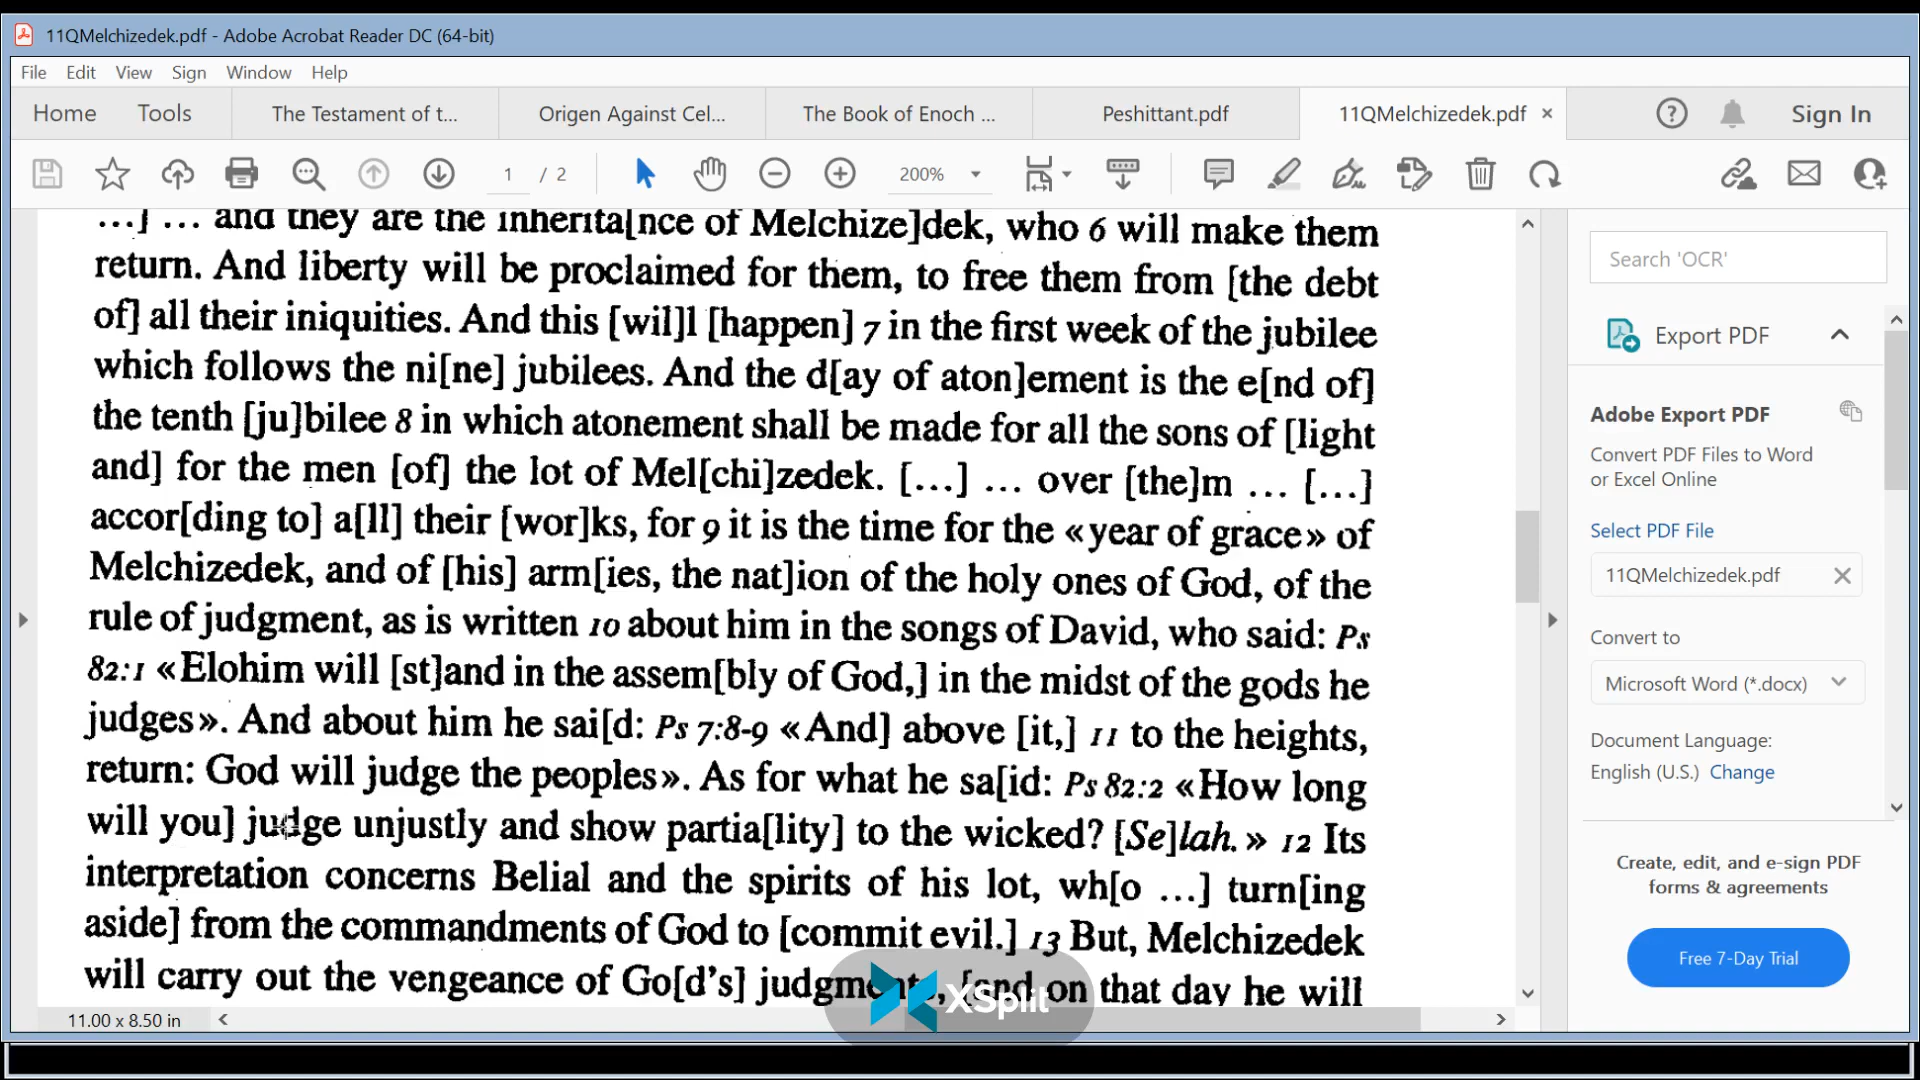 11QMelchizedek.pdf - Adobe Acrobat Reader DC (64-bit)
File Edit View Sign Window Help
Home Tools The Testament of t... Origen Against Cel... The Book of Enoch ... Peshittant.pdf 11QMelchizedek.pdf × Sign In
1 / 2 200%
...] ... and they are the inherita[nce of Melchize]dek, who 6 will make them
return. And liberty will be proclaimed for them, to free them from [the debt
of] all their iniquities. And this [wil]l [happen] 7 in the first week of the jubilee
which follows the ni[ne] jubilees. And the d[ay of aton]ement is the e[nd of]
the tenth [ju]bilee 8 in which atonement shall be made for all the sons of [light
and] for the men [of] the lot of Mel[chi]zedek. [...] ... over [the]m ... [...]
accor[ding to] a[ll] their [wor]ks, for 9 it is the time for the «year of grace» of
Melchizedek, and of [his] arm[ies, the nat]ion of the holy ones of God, of the
rule of judgment, as is written 10 about him in the songs of David, who said: Ps
82:1 «Elohim will [st]and in the assem[bly of God,] in the midst of the gods he
judges». And about him he sai[d: Ps 7:8-9 «And] above [it,] 11 to the heights,
return: God will judge the peoples». As for what he sa[id: Ps 82:2 «How long
will you] judge unjustly and show partia[lity] to the wicked? [Se]lah.» 12 Its
interpretation concerns Belial and the spirits of his lot, wh[o ...] turn[ing
aside] from the commandments of God to [commit evil.] 13 But, Melchizedek
will carry out the vengeance of Go[d's] judgments, [and on that day he will
XSplit
11.00 x 8.50 in
Search 'OCR'
Export PDF
Adobe Export PDF
Convert PDF Files to Word
or Excel Online
Select PDF File
11QMelchizedek.pdf
Convert to
Microsoft Word (*.docx)
Document Language:
English (U.S.) Change
Create, edit, and e-sign PDF
forms & agreements
Free 7-Day Trial